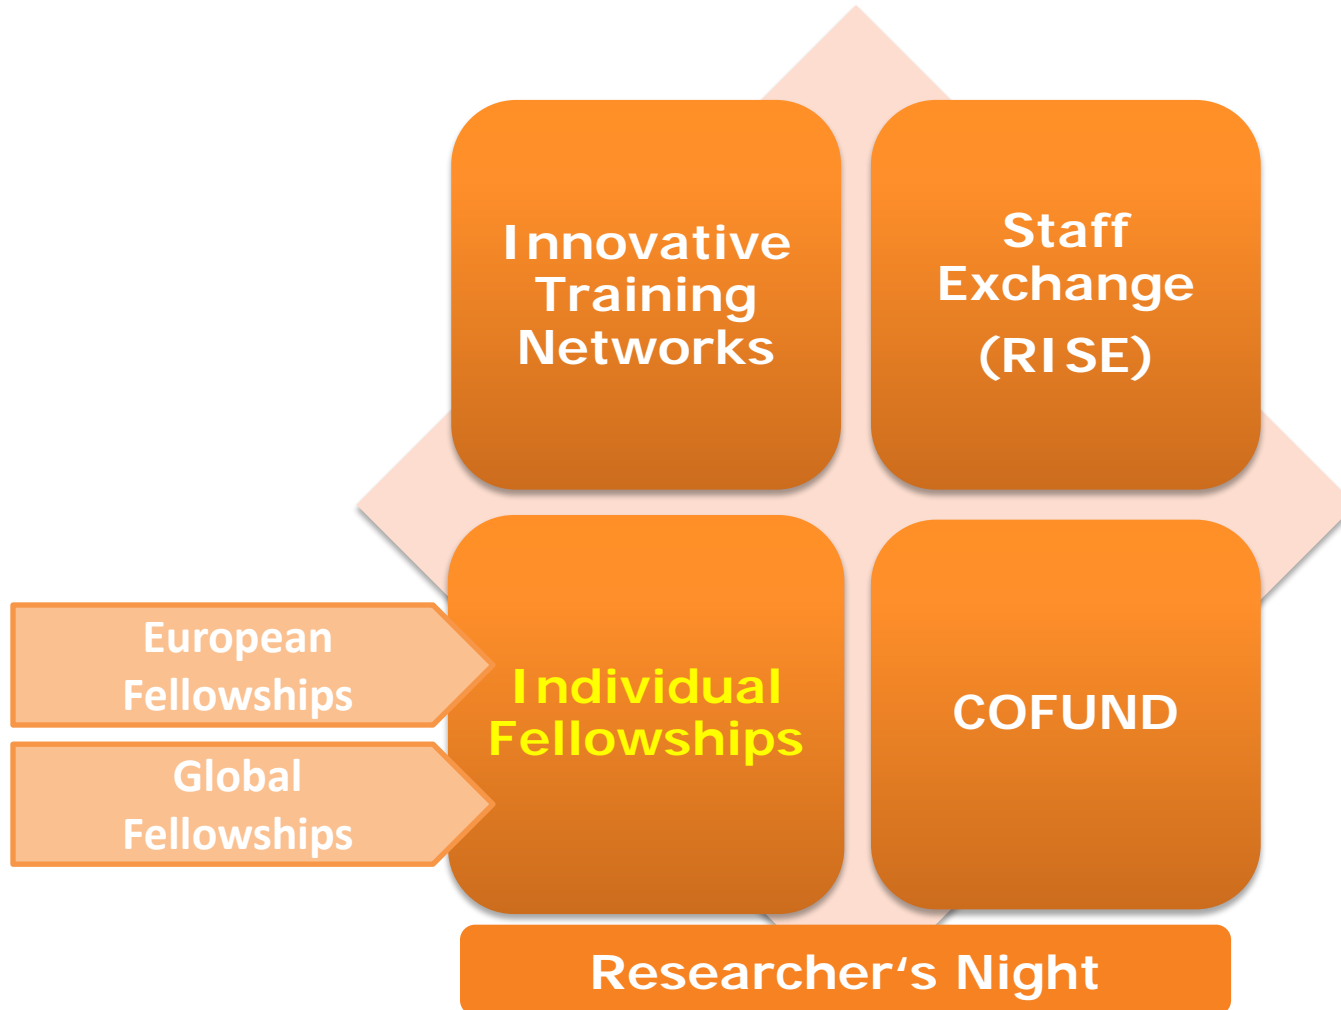 Innovative
Training
Networks
Staff
Exchange
(RISE)
European
Fellowships
Global
Fellowships
Individual
Fellowships
COFUND
Researcher‘s Night